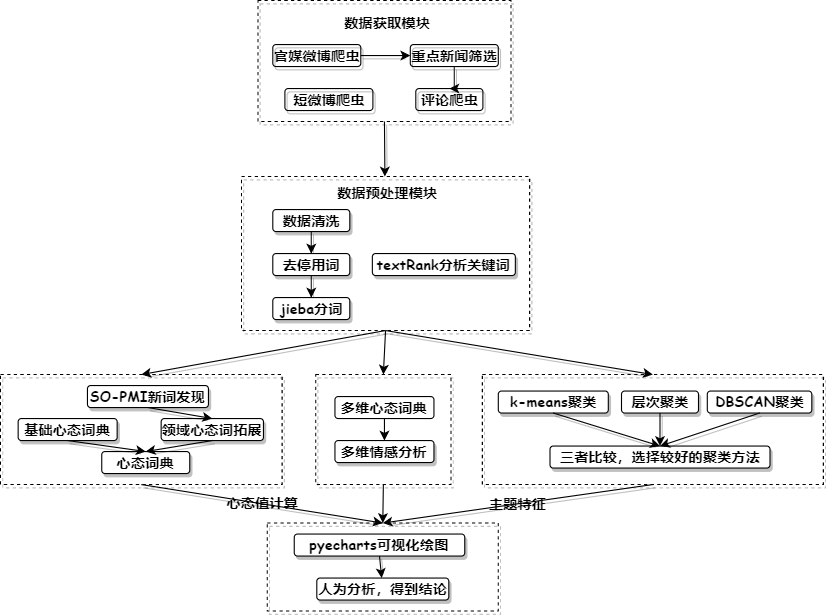 数据获取模块
官媒微博爬虫
重点新闻筛选
短微博爬虫
评论爬虫
数据预处理模块
数据清洗
去停用词
textRank分析关键词
jieba分词
SO-PMI新词发现
基础心态词典
领域心态词拓展
心态词典
多维心态词典
多维情感分析
k-means聚类
层次聚类
DBSCAN聚类
三者比较，选择较好的聚类方法
心态值计算
主题特征
pyecharts可视化绘图
人为分析，得到结论